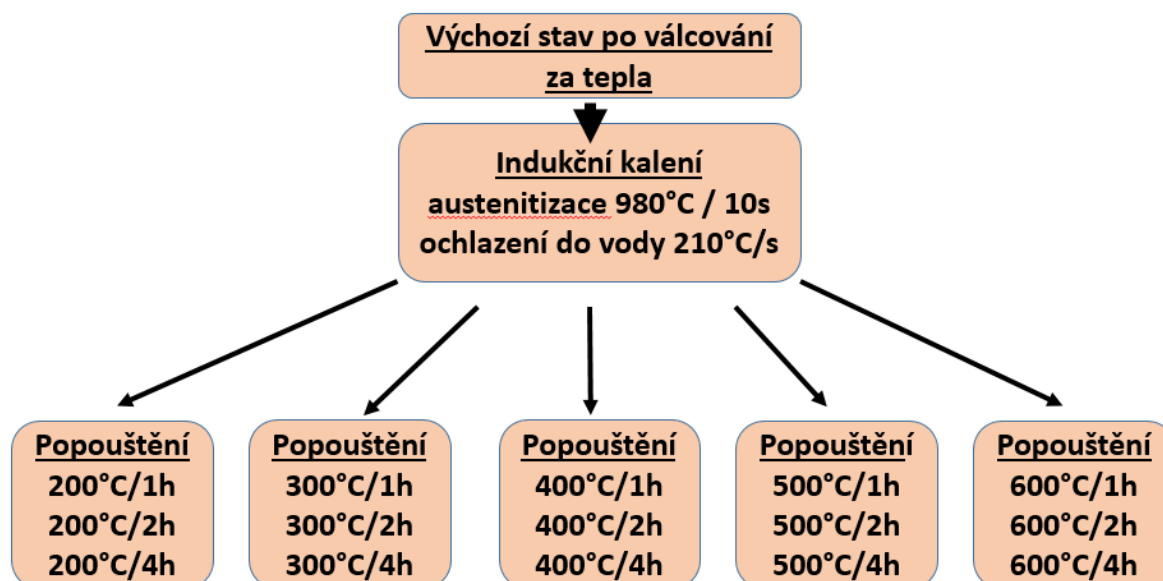 Výchozí stav po válcování
za tepla
Indukční kalení
austenitizace 980°C / 10s
ochlazení do vody 210°C/s
Popouštění
200°C/1h
200°C/2h
200°C/4h
Popouštění
300°C/1h
300°C/2h
300°C/4h
Popouštění
400°C/1h
400°C/2h
400°C/4h
Popouštění
500°C/1h
500°C/2h
500°C/4h
Popouštění
600°C/1h
600°C/2h
600°C/4h